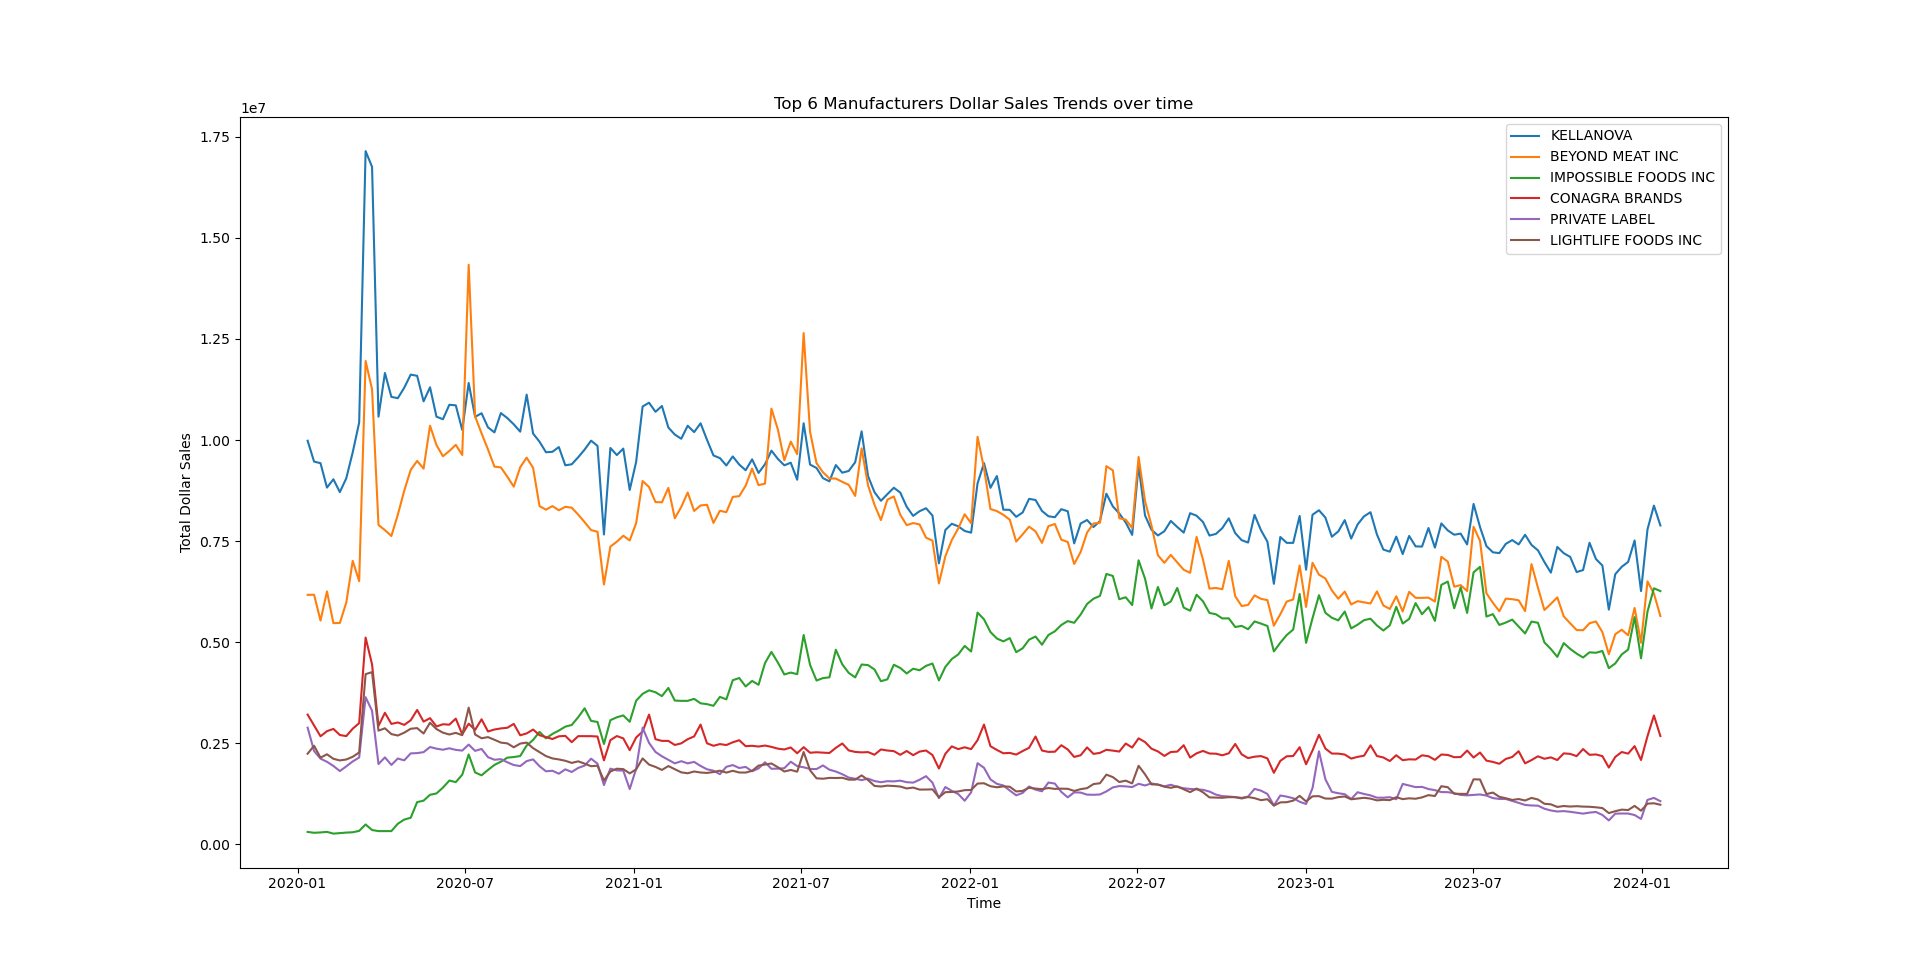 Top 6 Manufacturers Dollar Sales Trends over time
1e7
1.75
1.50
1.25
1.00
0.75
0.50
0.25
0.00
Total Dollar Sales
KELLANOVA
BEYOND MEAT INC
IMPOSSIBLE FOODS INC
CONAGRA BRANDS
PRIVATE LABEL
LIGHTLIFE FOODS INC
2020-01 2020-07 2021-01 2021-07 2022-01 2022-07 2023-01 2023-07 2024-01
Time